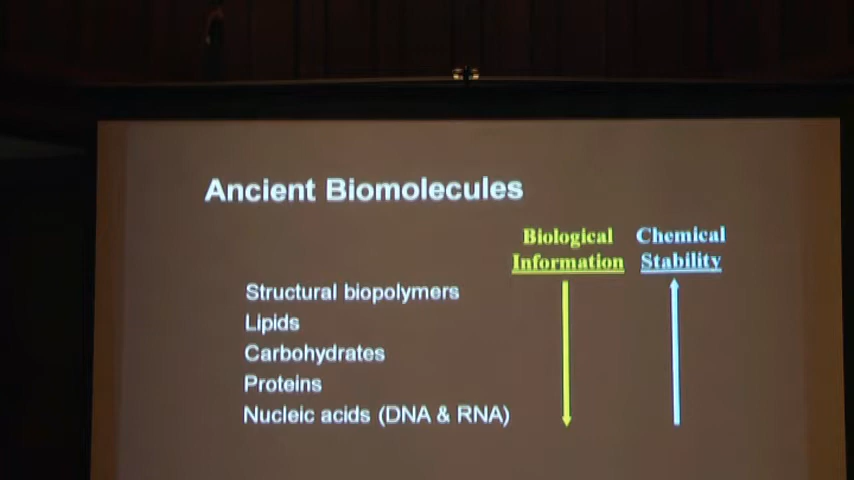 Ancient Biomolecules
Biological Information
Chemical Stability
Structural biopolymers
Lipids
Carbohydrates
Proteins
Nucleic acids (DNA & RNA)